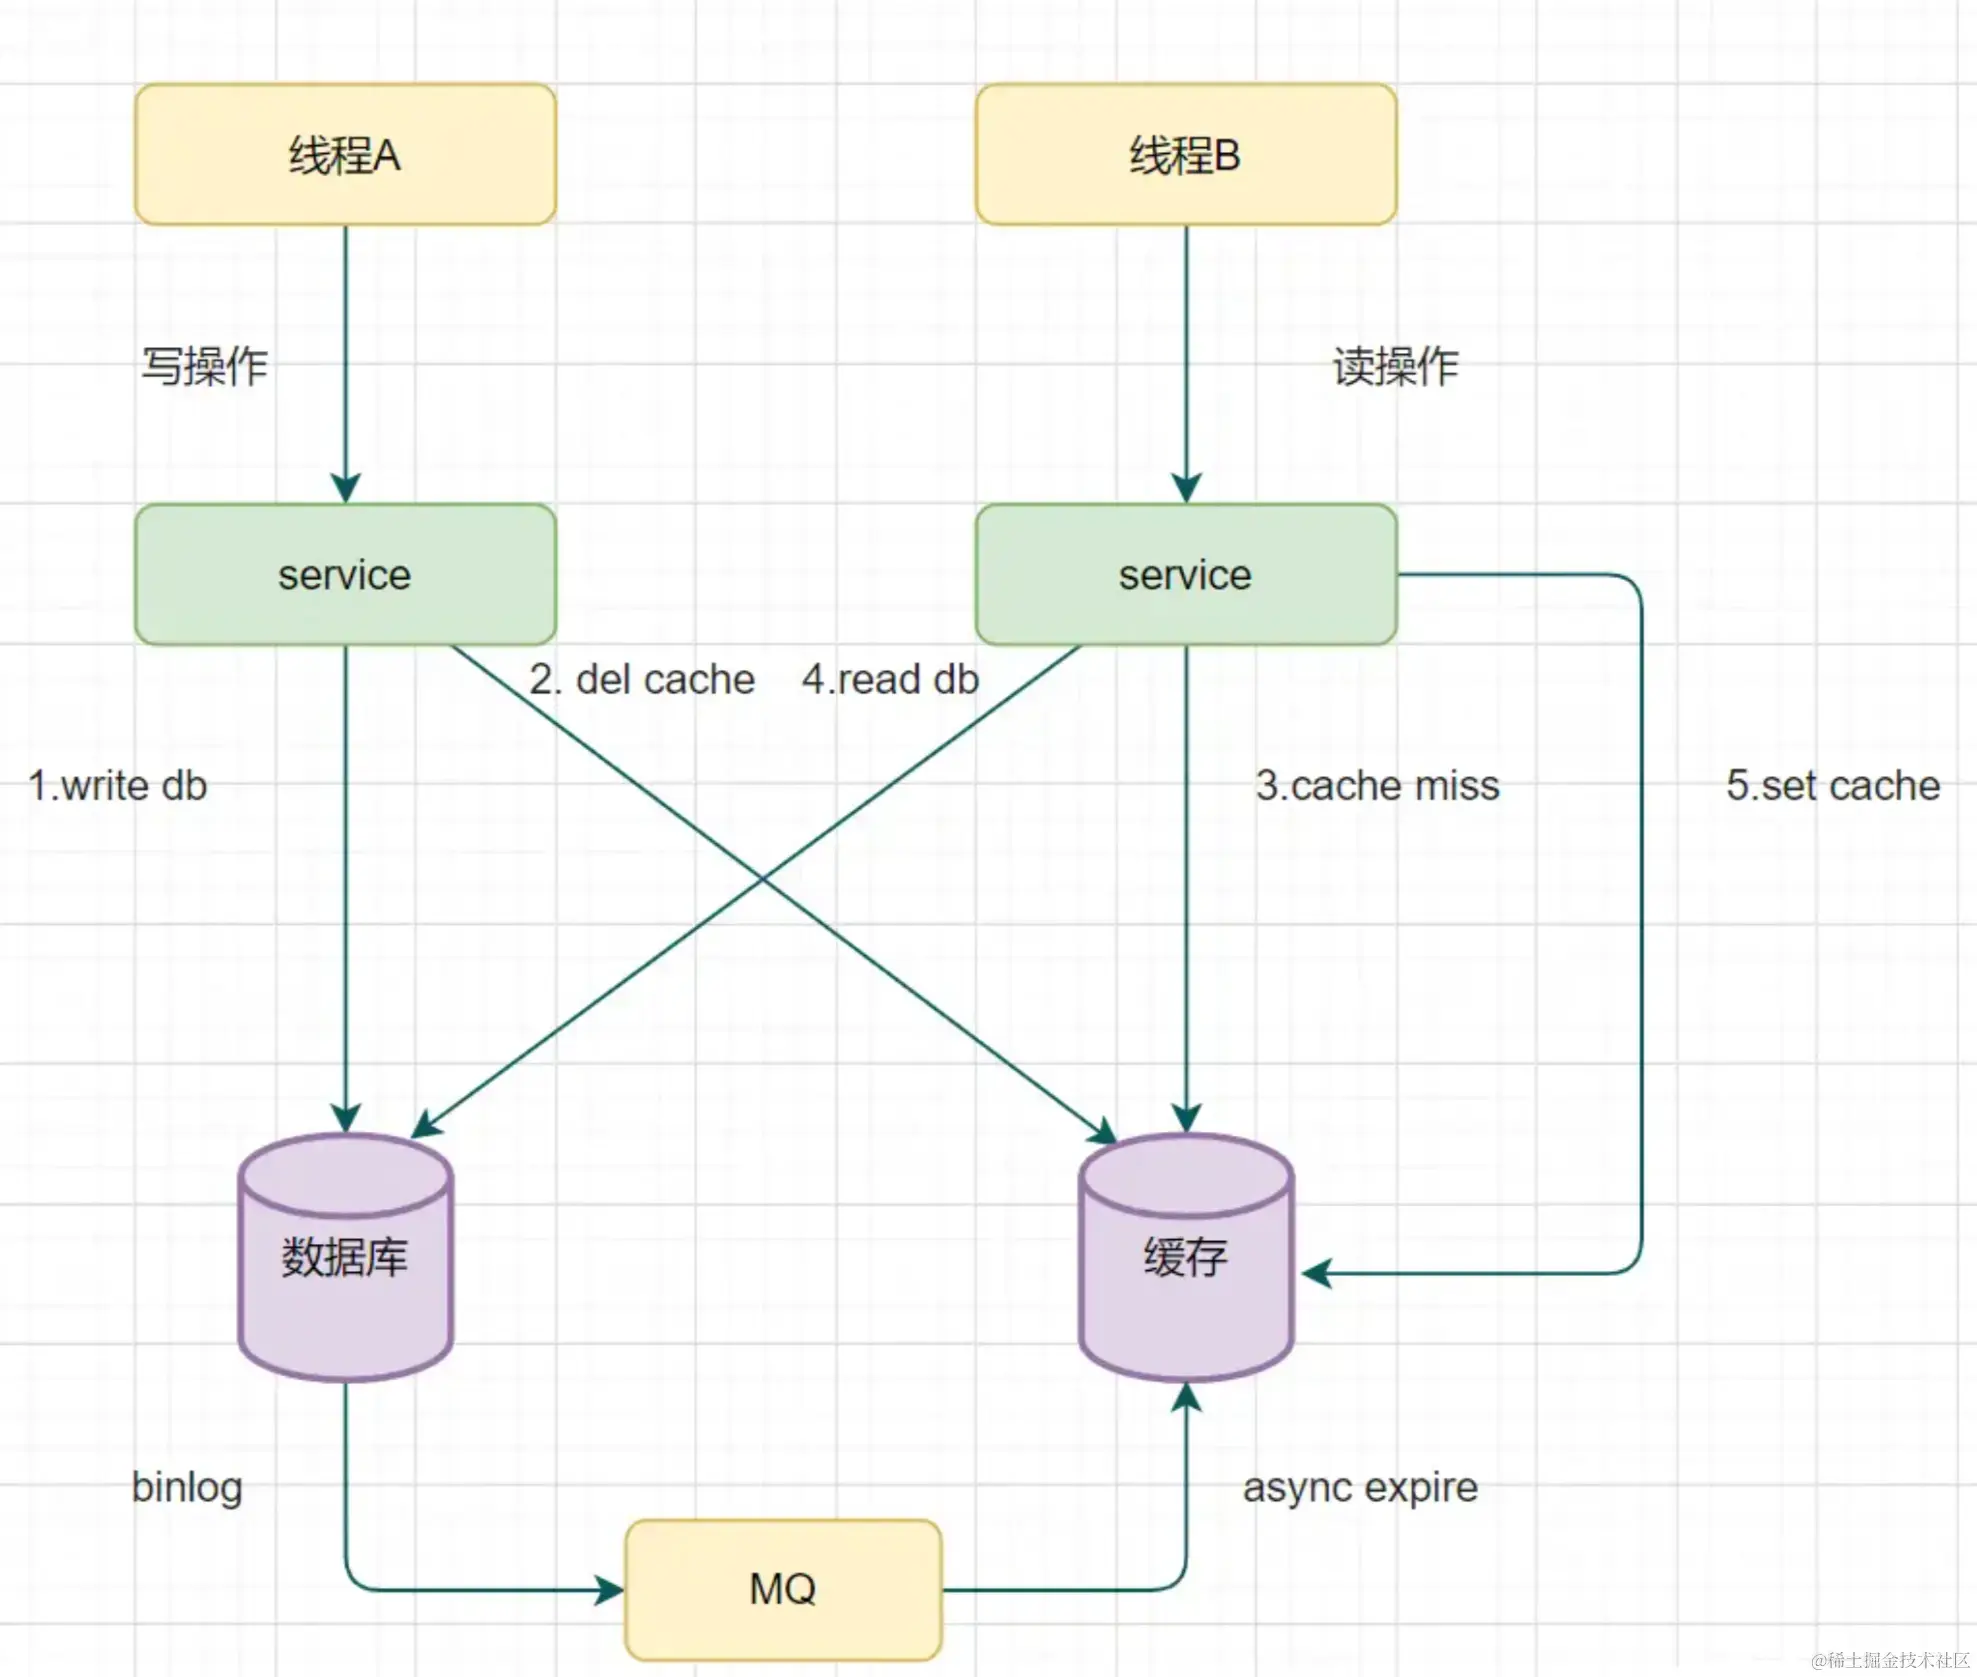 线程A
线程B
写操作
读操作
service
service
2. del cache
4.read db
1.write db
3.cache miss
5.set cache
数据库
缓存
binlog
async expire
MQ
@稀土掘金技术社区